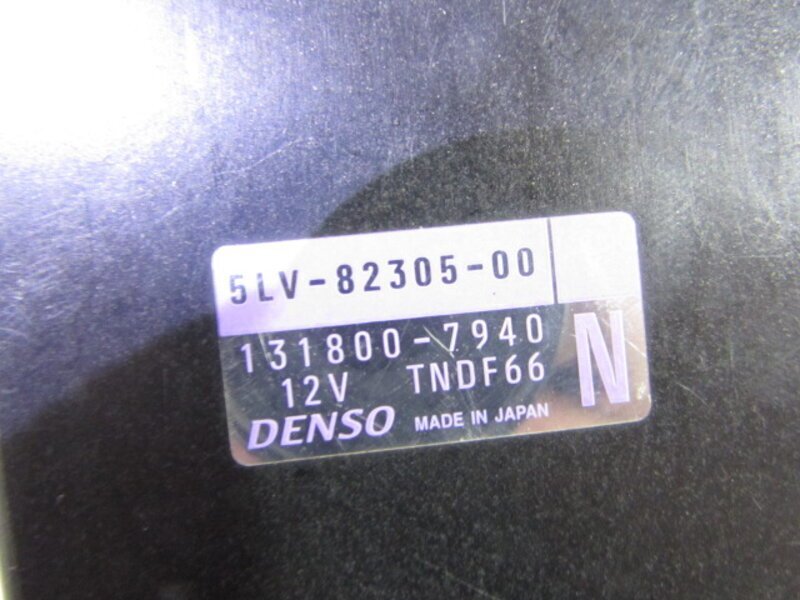 5LV-82305-00
131800-7940
12V TNDF66 N
DENSO MADE IN JAPAN